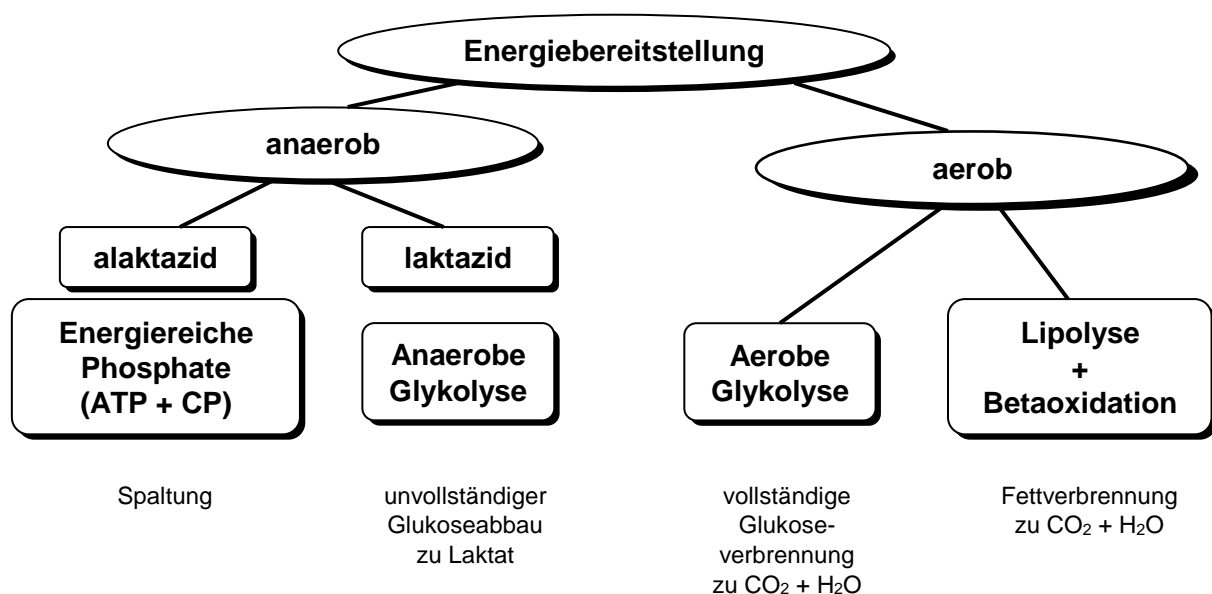 Energiebereitstellung
anaerob
aerob
alaktazid
laktazid
Energiereiche
Phosphate
(ATP + CP)
Anaerobe
Glykolyse
Aerobe
Glykolyse
Lipolyse
+
Betaoxidation
Spaltung
unvollständiger
Glukoseabbau
zu Laktat
vollständige
Glukose-
verbrennung
zu CO₂ + H₂O
Fettverbrennung
zu CO₂ + H₂O